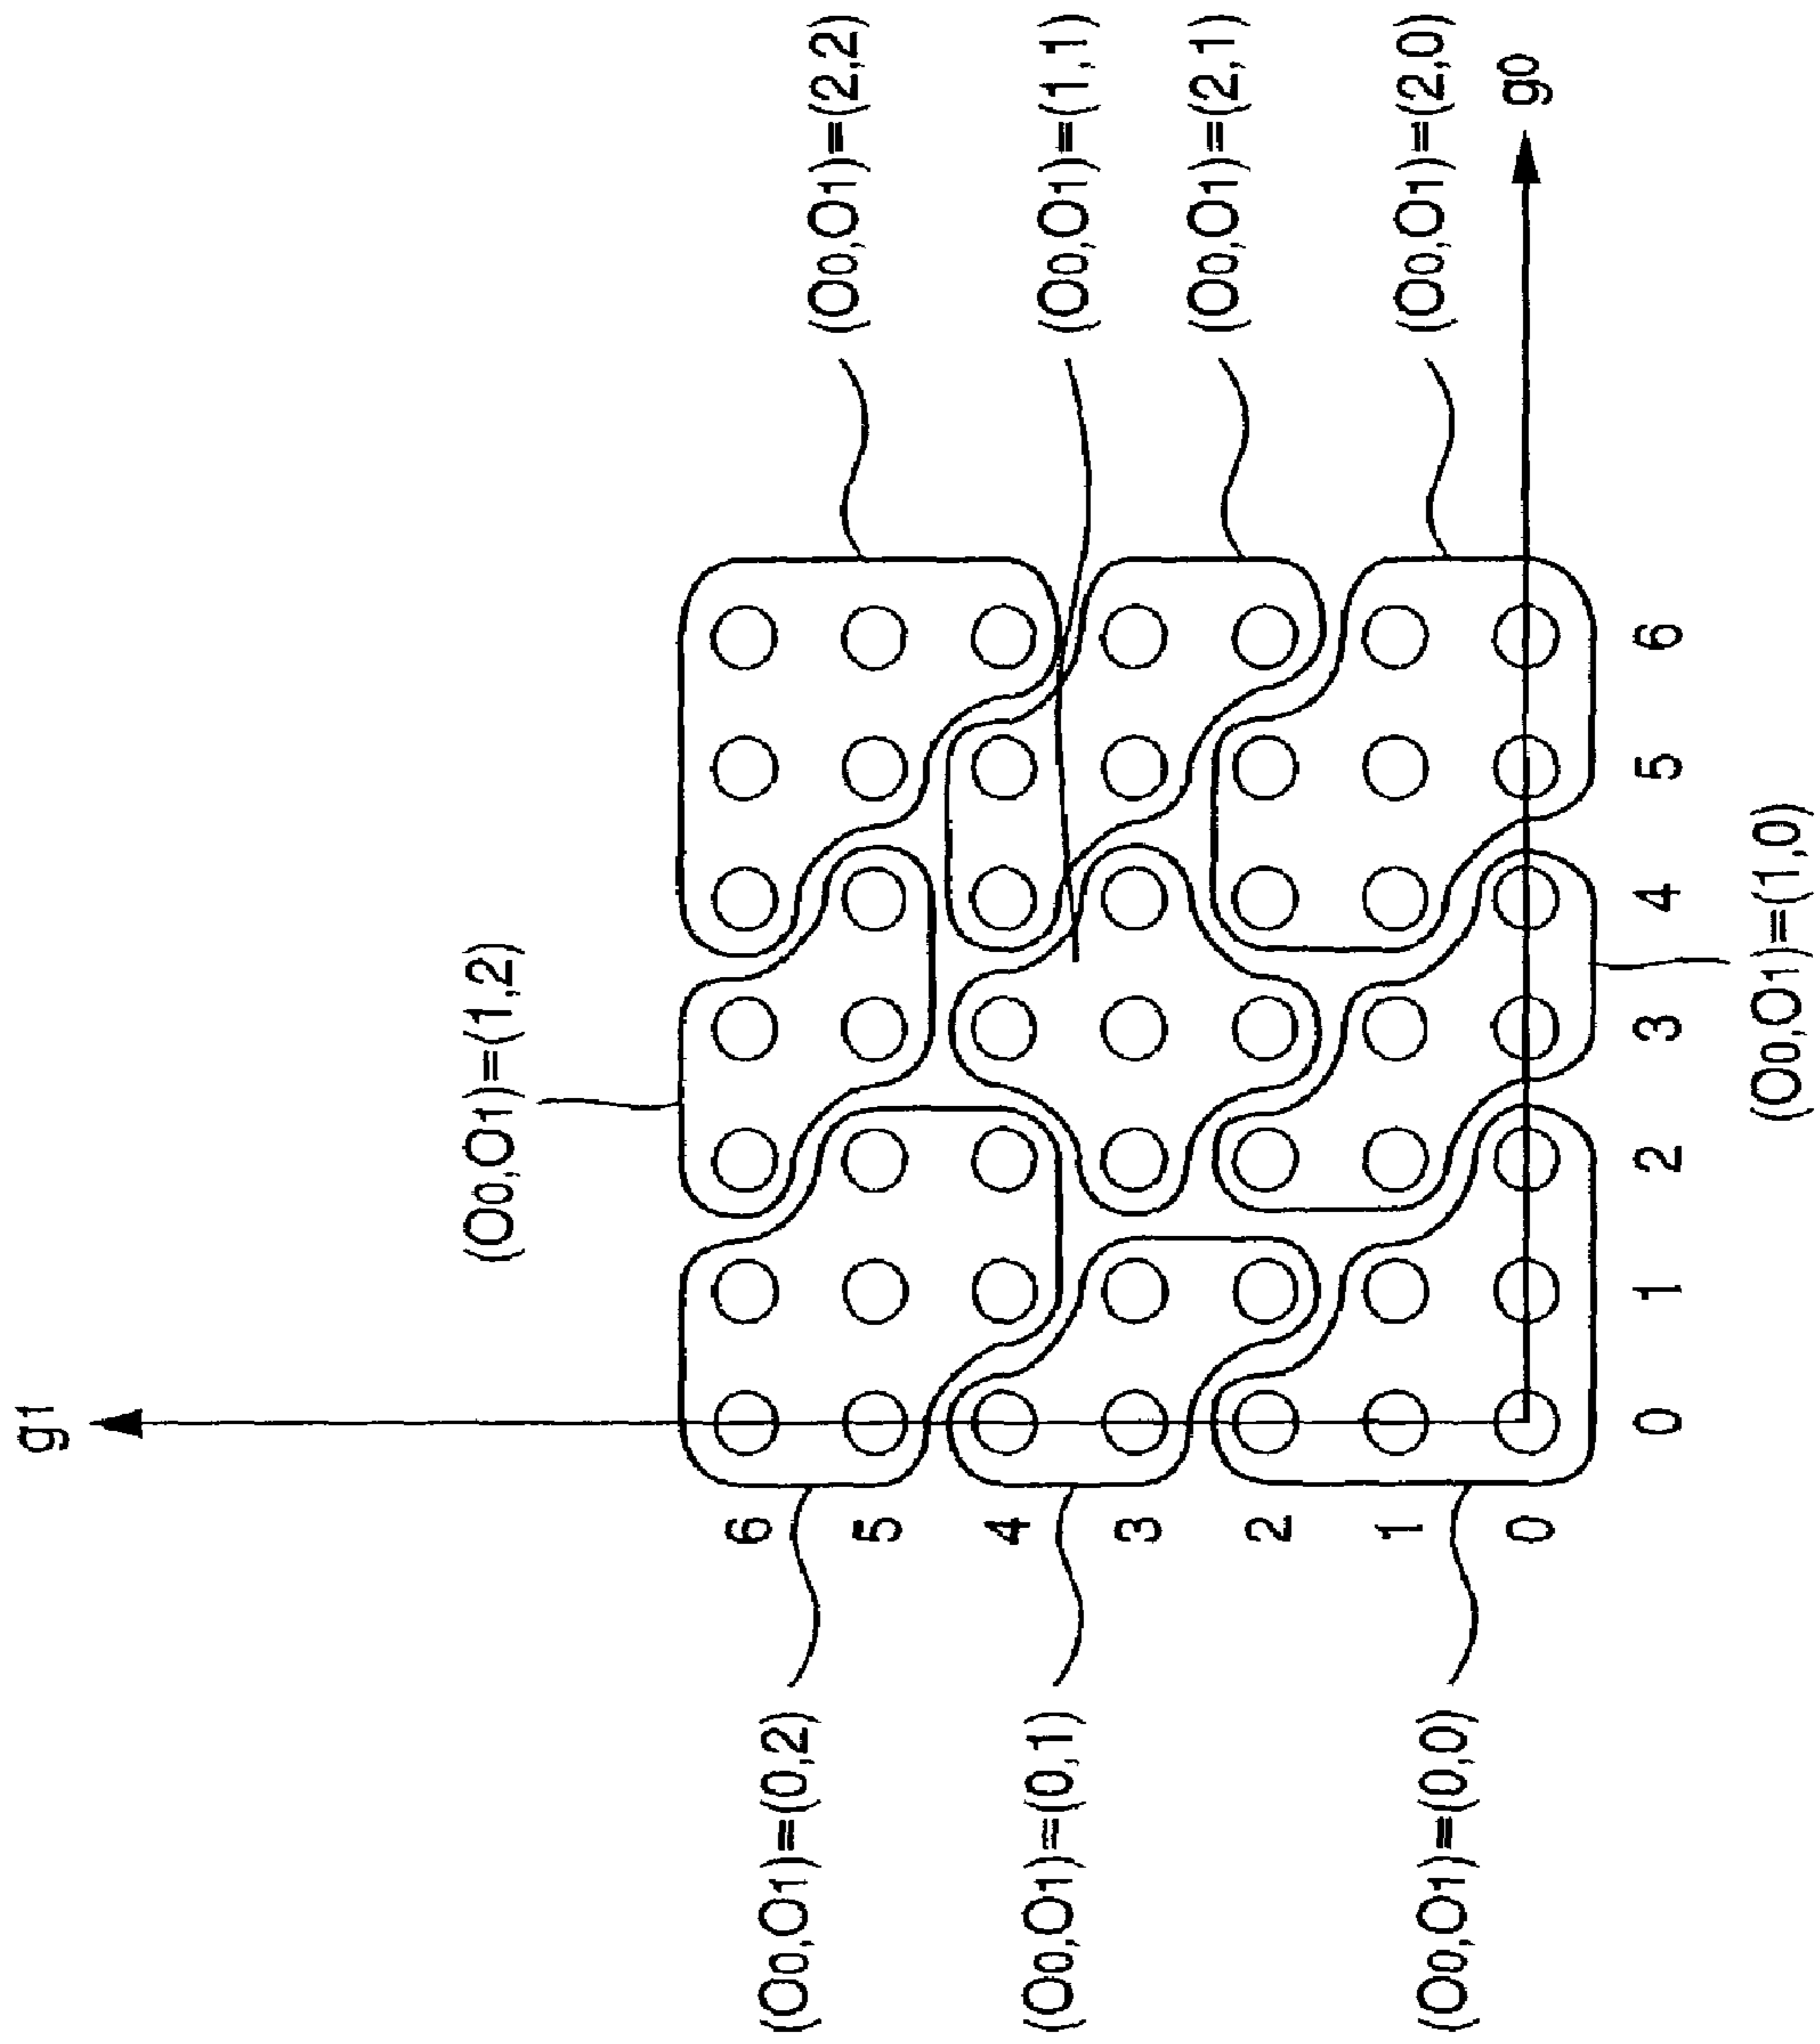 g1
(O0,O1)=(1,2)
(O0,O1)=(0,2)
(O0,O1)=(0,1)
(O0,O1)=(0,0)
6
5
4
3
2
1
0
(O0,O1)=(2,2)
(O0,O1)=(1,1)
(O0,O1)=(2,1)
(O0,O1)=(2,0)
g0
0
1
2
3
4
5
6
(O0,O1)=(1,0)